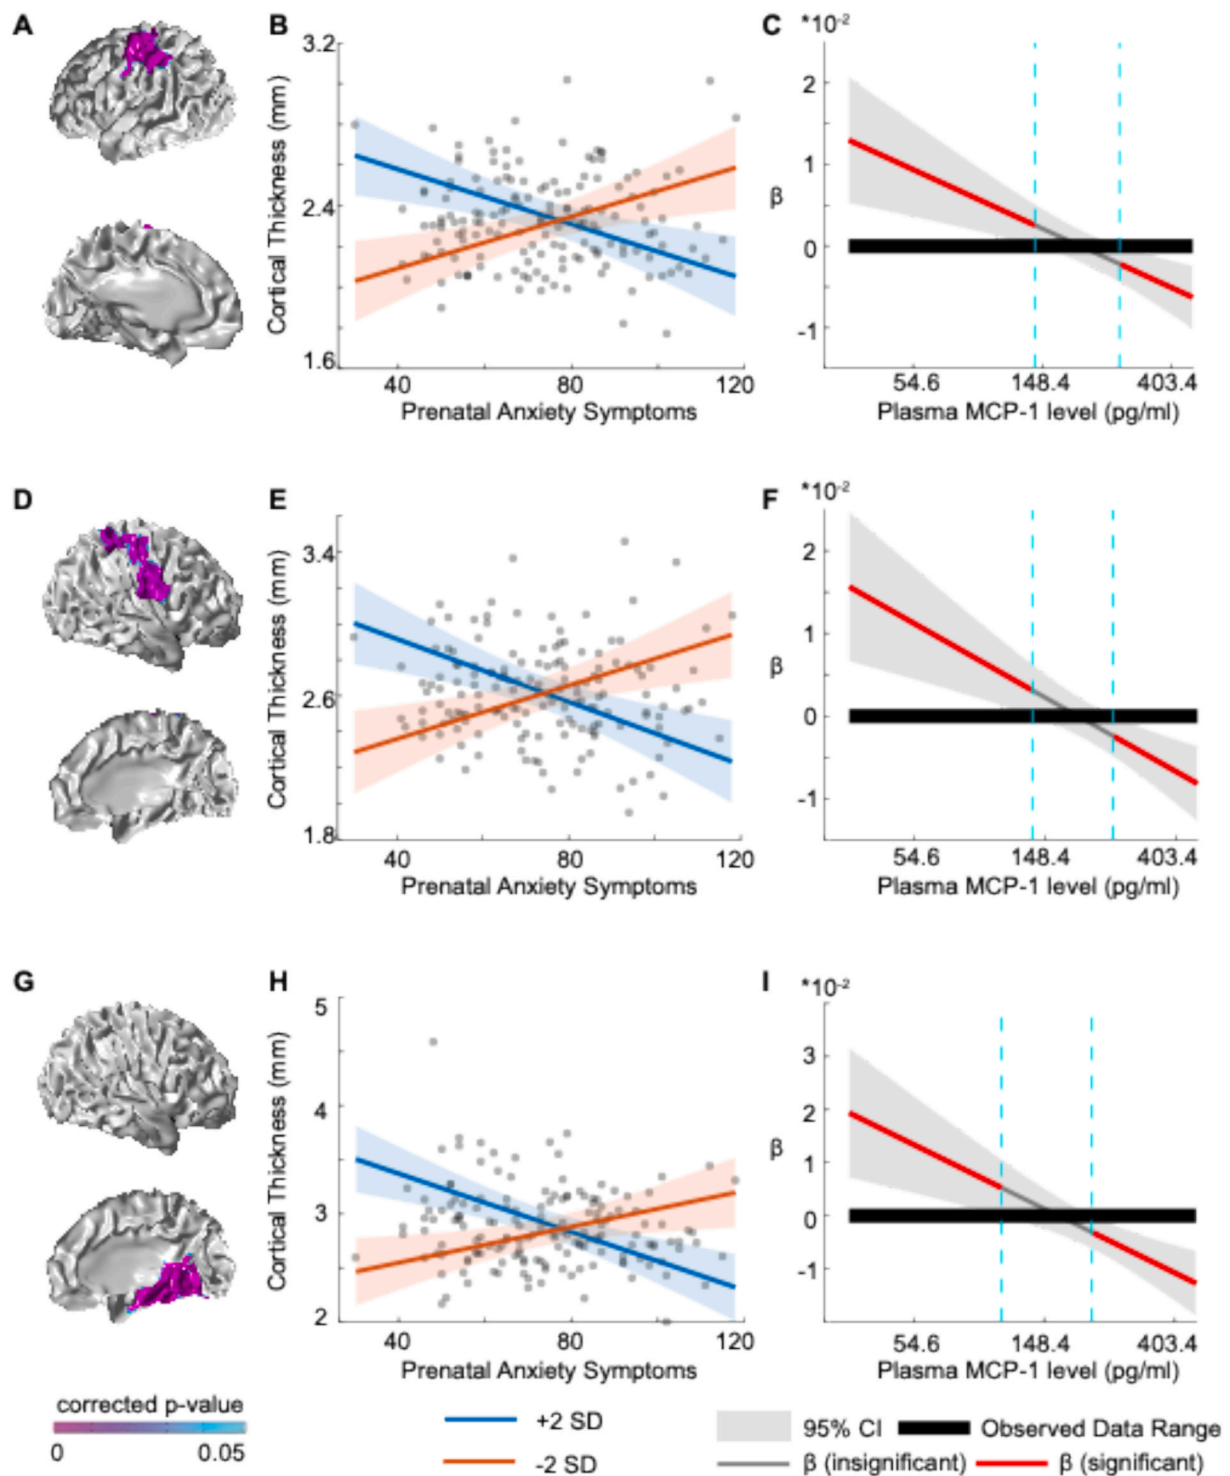 A
B
C
*10-2
3.2
2.4
1.6
Cortical Thickness (mm)
40
80
120
Prenatal Anxiety Symptoms
2
1
0
-1
β
54.6
148.4
403.4
Plasma MCP-1 level (pg/ml)
D
E
F
*10-2
3.4
2.6
1.8
Cortical Thickness (mm)
40
80
120
Prenatal Anxiety Symptoms
2
1
0
-1
β
54.6
148.4
403.4
Plasma MCP-1 level (pg/ml)
G
H
I
*10-2
5
4
3
2
Cortical Thickness (mm)
40
80
120
Prenatal Anxiety Symptoms
3
2
1
0
-1
β
54.6
148.4
403.4
Plasma MCP-1 level (pg/ml)
corrected p-value
0
0.05
+2 SD
-2 SD
95% CI
Observed Data Range
β (insignificant)
β (significant)